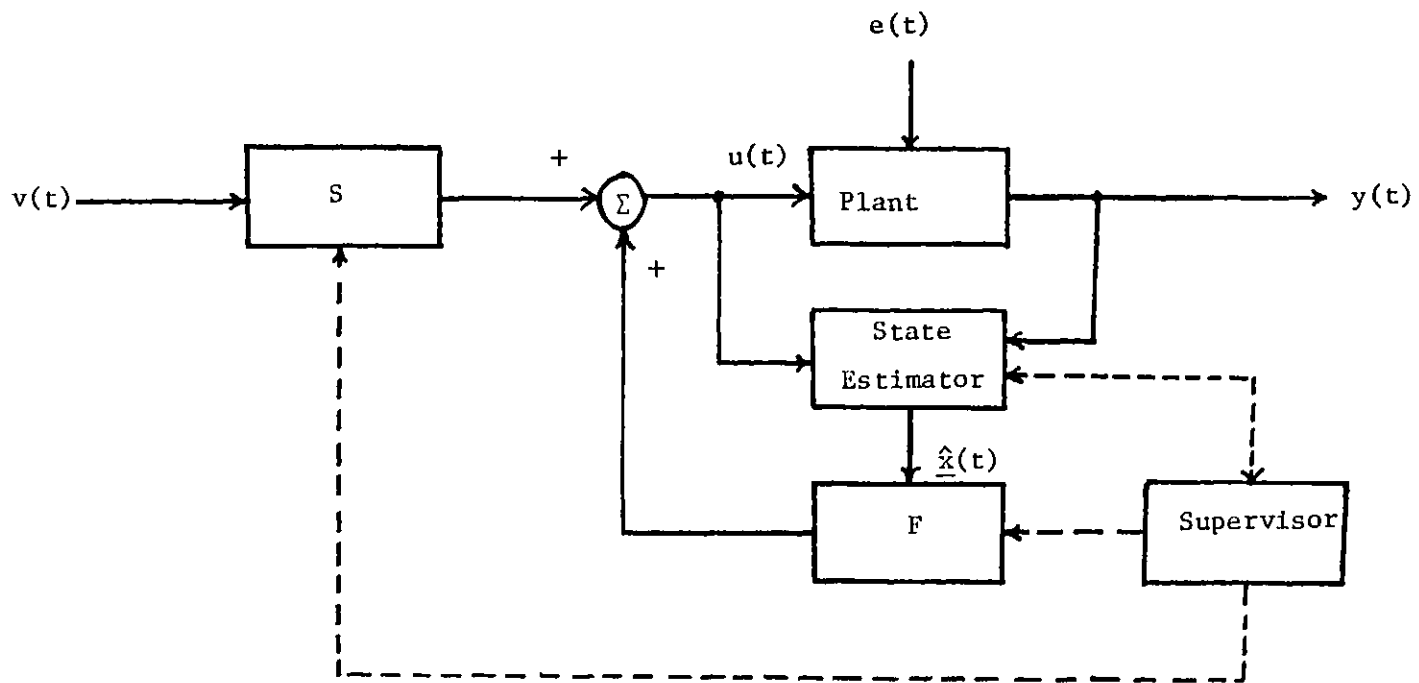 e(t)
+
u(t)
v(t)
S
Σ
Plant
y(t)
+
State
Estimator
x̲̂(t)
F
Supervisor